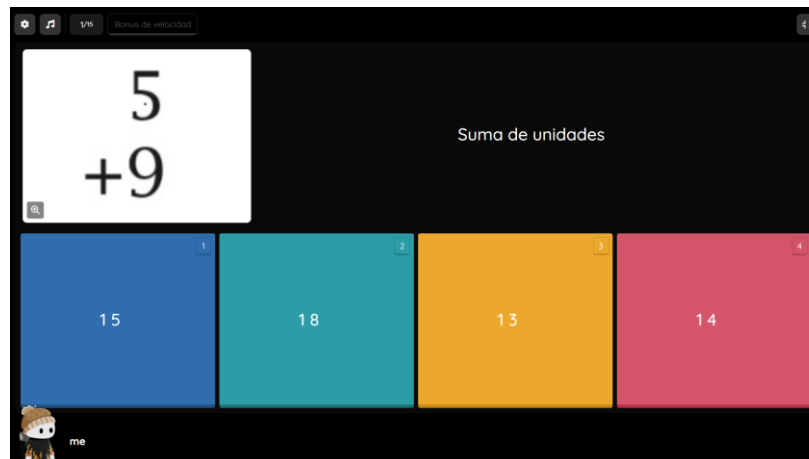 1/15 Bonus de velocidad
5
+9
Suma de unidades
1 2 3 4
15 18 13 14
me